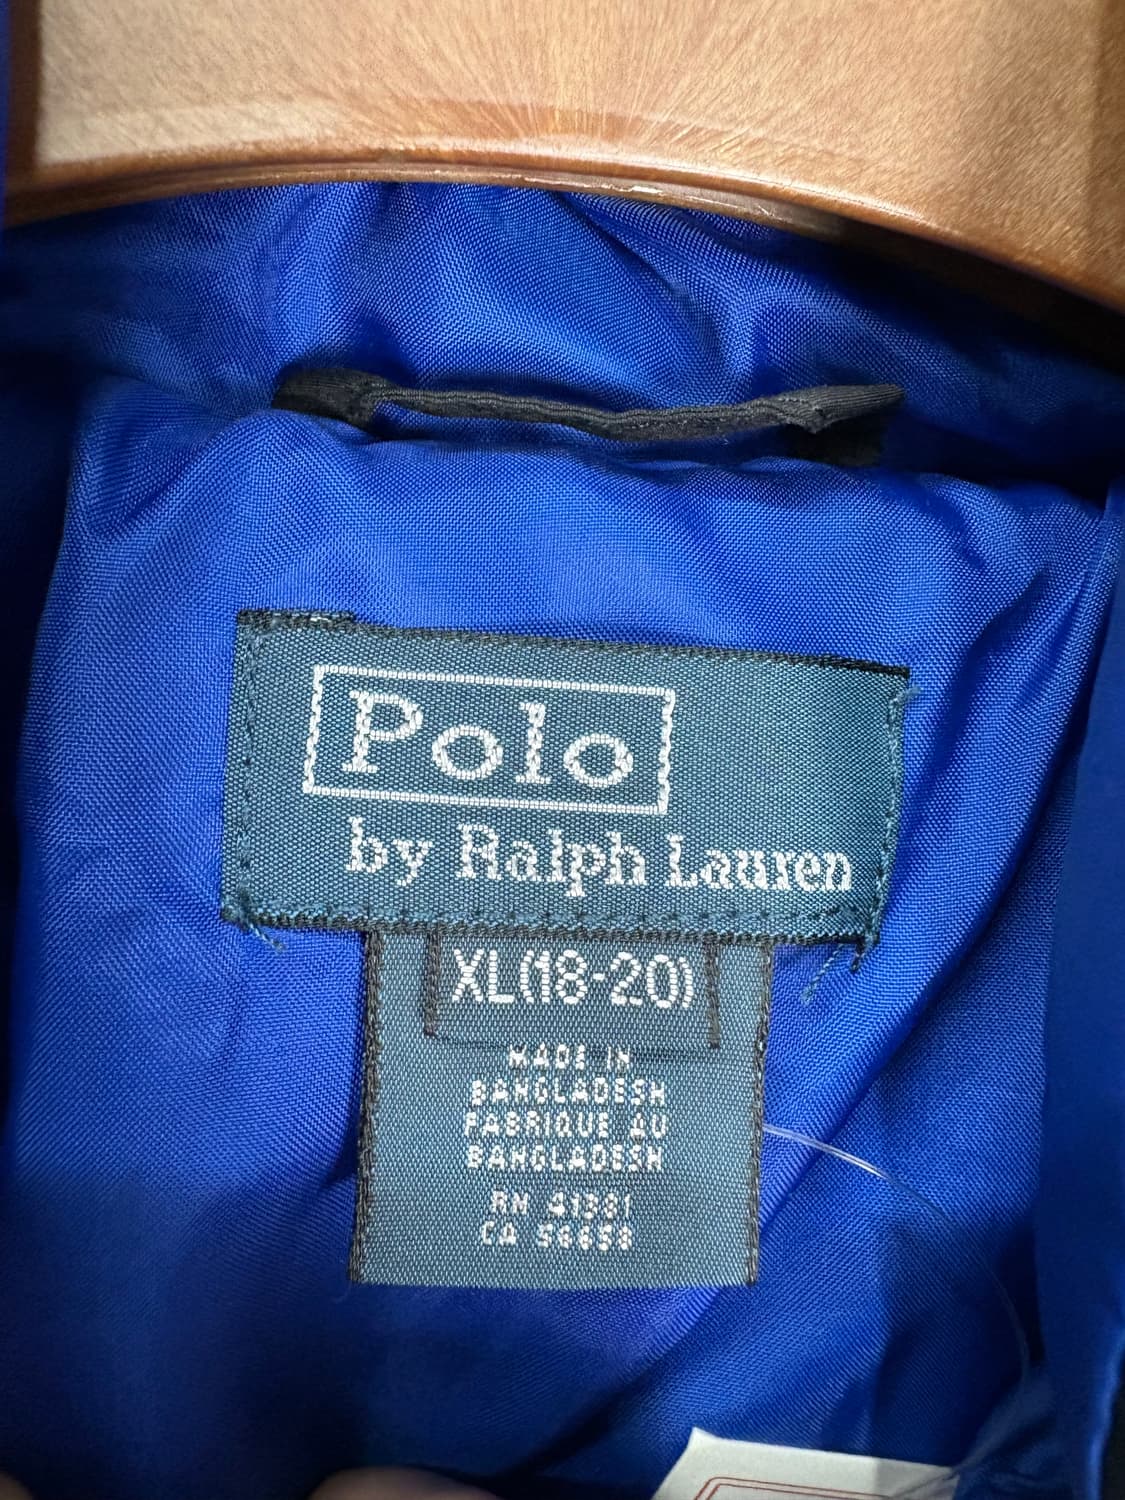 Polo
by Ralph Lauren
XL(18-20)
MADE IN
BANGLADESH
FABRIQUE AU
BANGLADESH
RN 41381
CA 56658